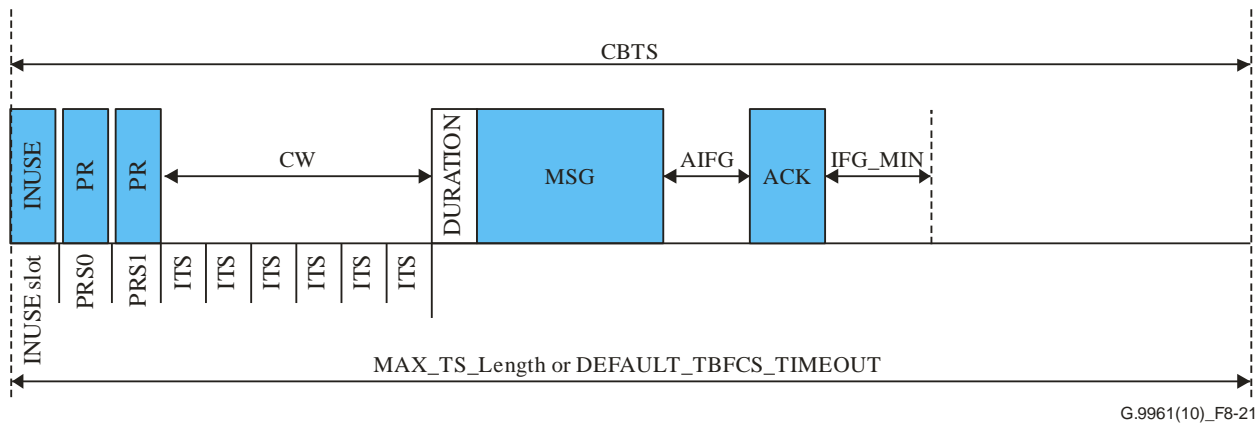 CBTS
INUSE
PR
PR
CW
DURATION
MSG
AIFG
ACK
IFG_MIN
INUSE slot
PRS0
PRS1
ITS
ITS
ITS
ITS
ITS
ITS
MAX_TS_Length or DEFAULT_TBFCS_TIMEOUT
G.9961(10)_F8-21